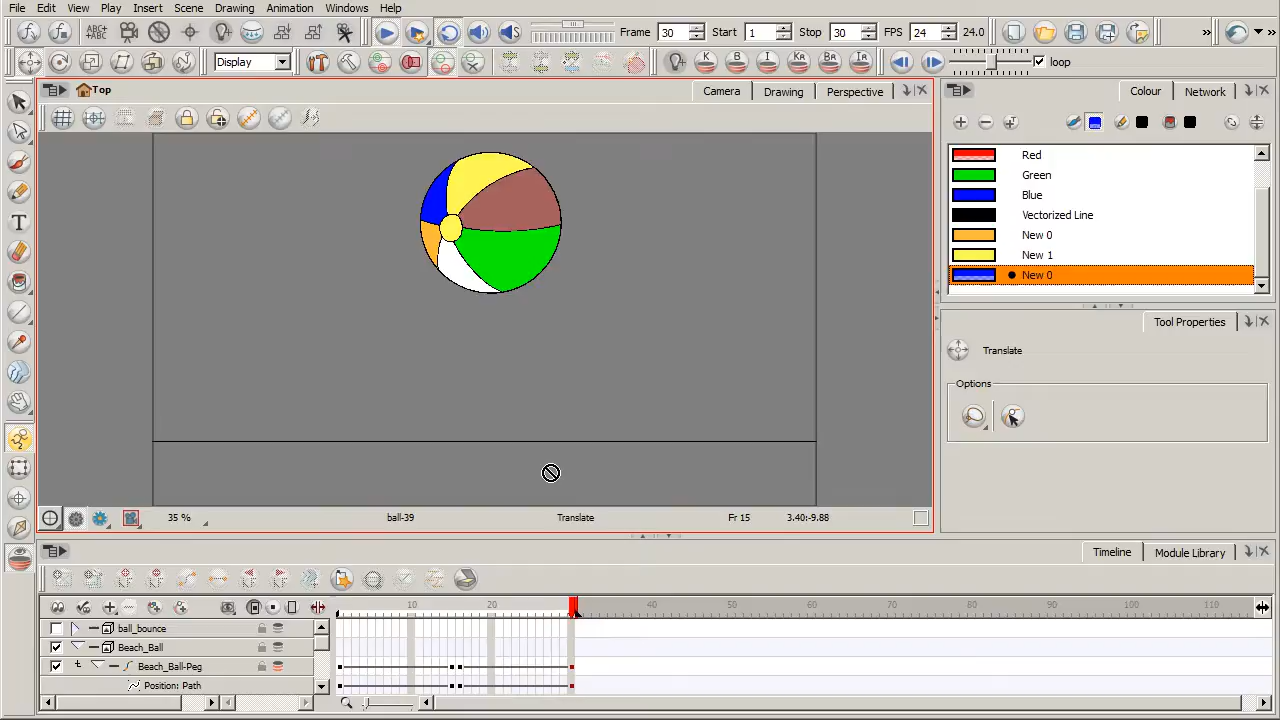 File Edit View Play Insert Scene Drawing Animation Windows Help
Frame 30 Start 1 Stop 30 FPS 24 24.0
Display loop
Top Camera Drawing Perspective
Colour Network
Red
Green
Blue
Vectorized Line
New 0
New 1
New 0
Tool Properties
Translate
Options
35 % ball-39 Translate Fr 15 3.40:-9.88
Timeline Module Library
10 20 40 50 60 70 80 90 100 110
ball_bounce
Beach_Ball
Beach_Ball-Peg
Position: Path